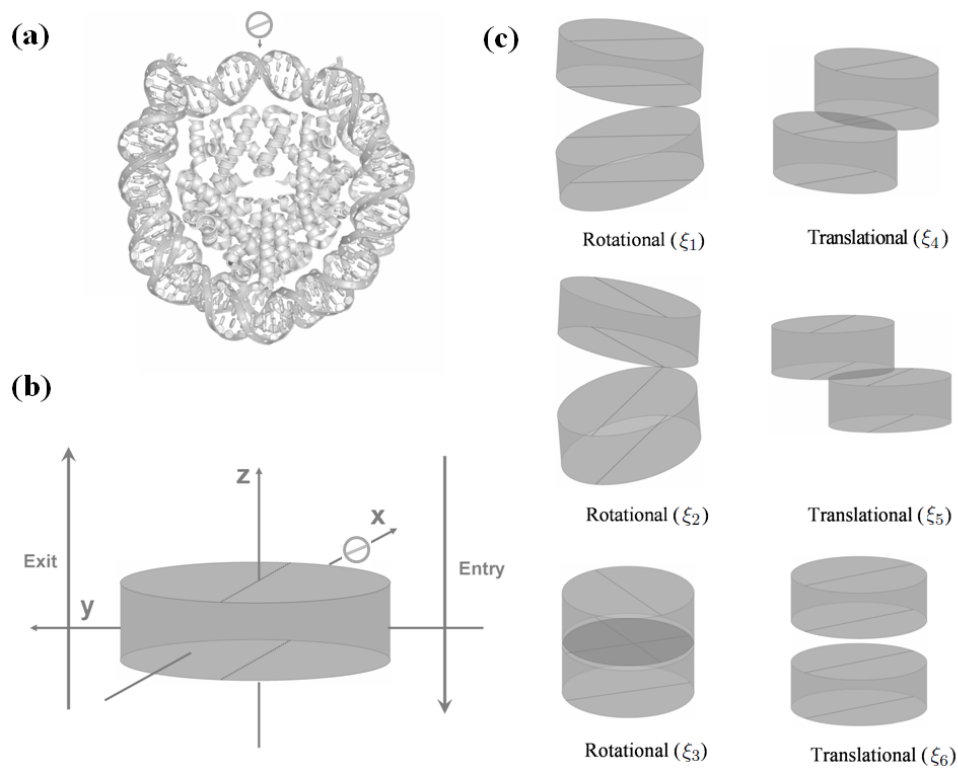 (a)
(b)
z
x
Exit
Entry
y
(c)
Rotational (ξ1)
Translational (ξ4)
Rotational (ξ2)
Translational (ξ5)
Rotational (ξ3)
Translational (ξ6)